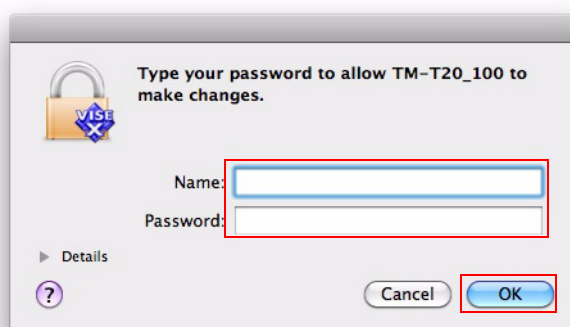 Type your password to allow TM-T20_100 to
make changes.
VISE
X
Name:
Password:
Details
?
Cancel
OK